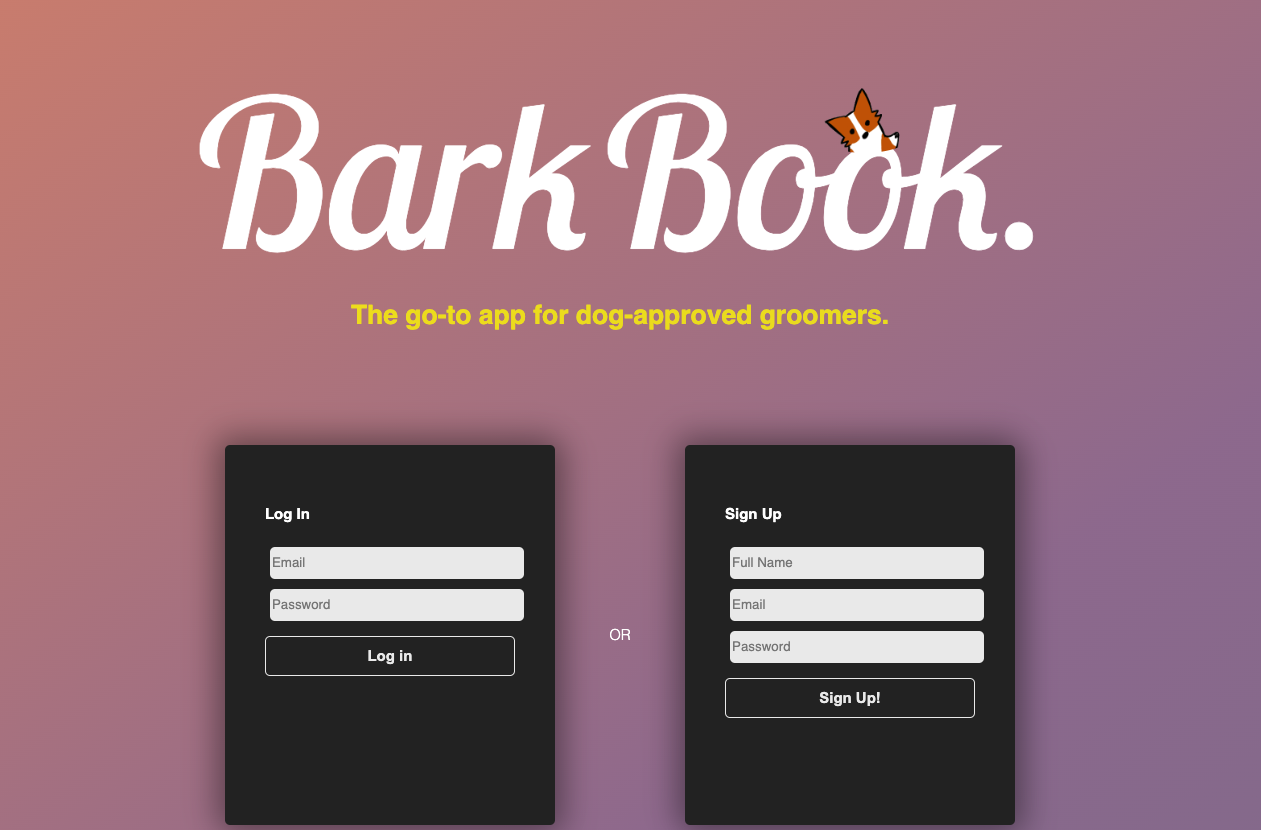 Bark Book.
The go-to app for dog-approved groomers.
Log In
Email
Password
Log in
OR
Sign Up
Full Name
Email
Password
Sign Up!